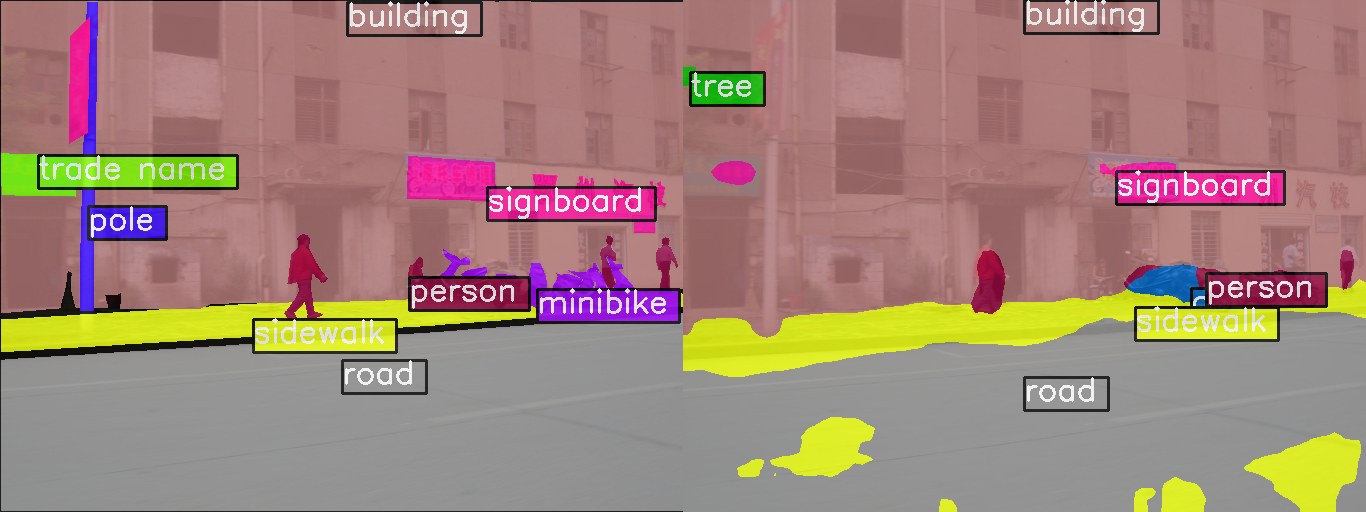 building
building
tree
trade name
signboard
signboard
pole
person
person
minibike
sidewalk
sidewalk
road
road